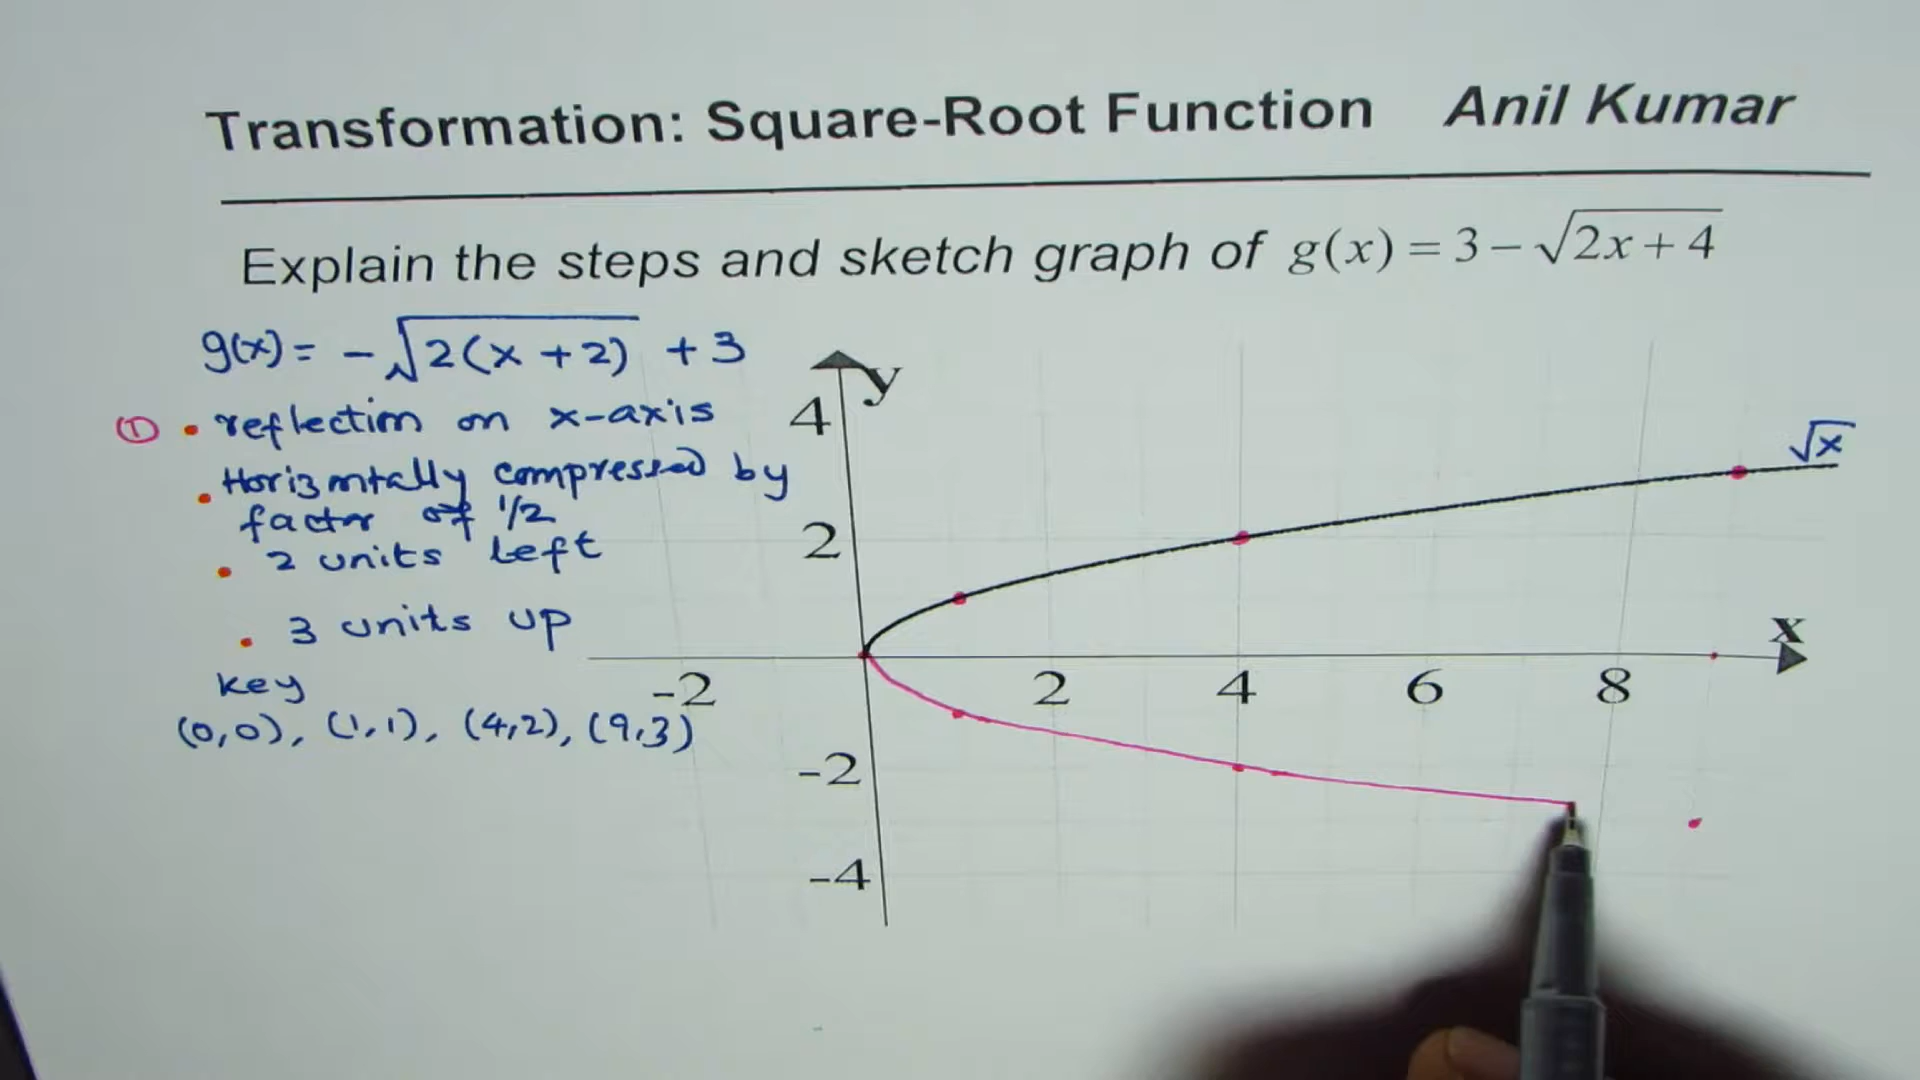 Transformation: Square-Root Function Anil Kumar
Explain the steps and sketch graph of g(x) = 3 − √(2x + 4)
g(x) = − √(2(x + 2)) + 3
① • reflection on x-axis
• Horizontally compressed by
factor of 1/2
• 2 units left
• 3 units up
key
(0,0), (1,1), (4,2), (9,3)
y
4
2
-2
-4
√x
x
-2 2 4 6 8